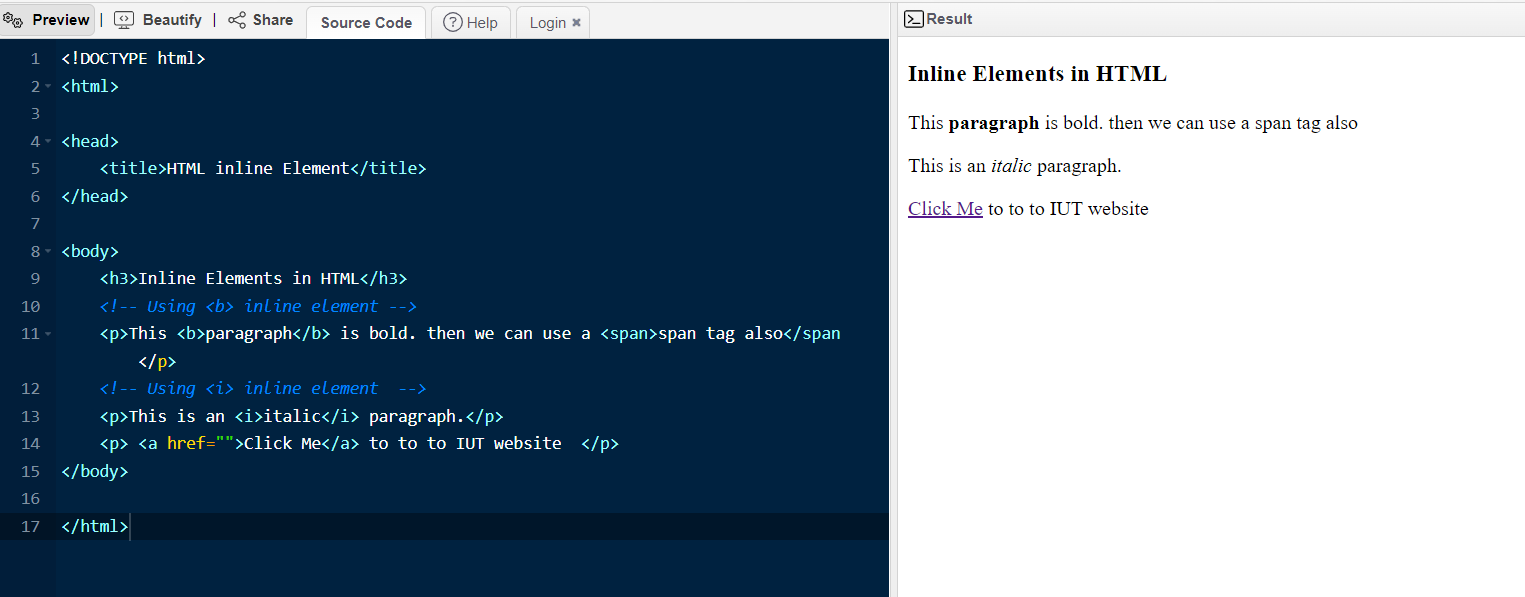 Preview | Beautify | Share Source Code Help Login ×
1 <!DOCTYPE html>
2 <html>
3
4 <head>
5     <title>HTML inline Element</title>
6 </head>
7
8 <body>
9     <h3>Inline Elements in HTML</h3>
10     <!-- Using <b> inline element -->
11     <p>This <b>paragraph</b> is bold. then we can use a <span>span tag also</span
        </p>
12     <!-- Using <i> inline element  -->
13     <p>This is an <i>italic</i> paragraph.</p>
14     <p> <a href="">Click Me</a> to to to IUT website  </p>
15 </body>
16
17 </html>
Result
Inline Elements in HTML
This paragraph is bold. then we can use a span tag also
This is an italic paragraph.
Click Me to to to IUT website